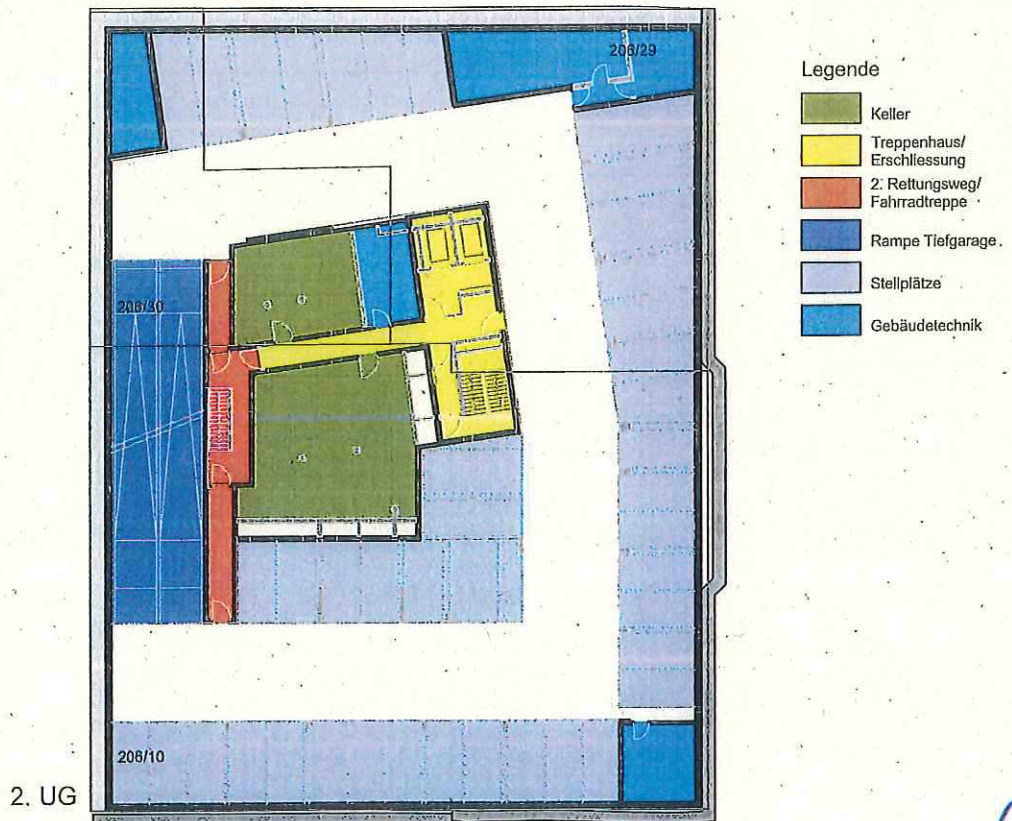 206/29
Legende
Keller
Treppenhaus/
Erschliessung
2. Rettungsweg/
Fahrradtreppe
Rampe Tiefgarage
Stellplätze
Gebäudetechnik
206/30
206/10
2. UG